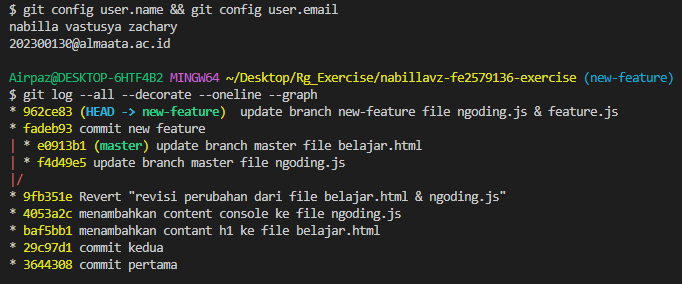 $ git config user.name && git config user.email
nabilla vastusya zachary
202300130@almaata.ac.id
Airpaz@DESKTOP-6HTF4B2 MINGW64 ~/Desktop/Rg_Exercise/nabillavz-fe2579136-exercise (new-feature)
$ git log --all --decorate --oneline --graph
* 962ce83 (HEAD -> new-feature)  update branch new-feature file ngoding.js & feature.js
* fadeb93 commit new feature
| * e0913b1 (master) update branch master file belajar.html
| * f4d49e5 update branch master file ngoding.js
|/
* 9fb351e Revert "revisi perubahan dari file belajar.html & ngoding.js"
* 4053a2c menambahkan content console ke file ngoding.js
* baf5bb1 menambahkan contant h1 ke file belajar.html
* 29c97d1 commit kedua
* 3644308 commit pertama